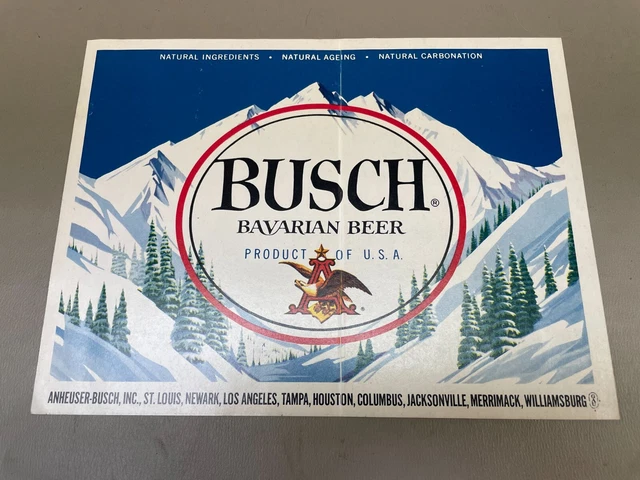 NATURAL INGREDIENTS • NATURAL AGEING • NATURAL CARBONATION
BUSCH®
BAVARIAN BEER
PRODUCT OF U.S.A.
A
ANHEUSER-BUSCH, INC., ST. LOUIS, NEWARK, LOS ANGELES, TAMPA, HOUSTON, COLUMBUS, JACKSONVILLE, MERRIMACK, WILLIAMSBURG